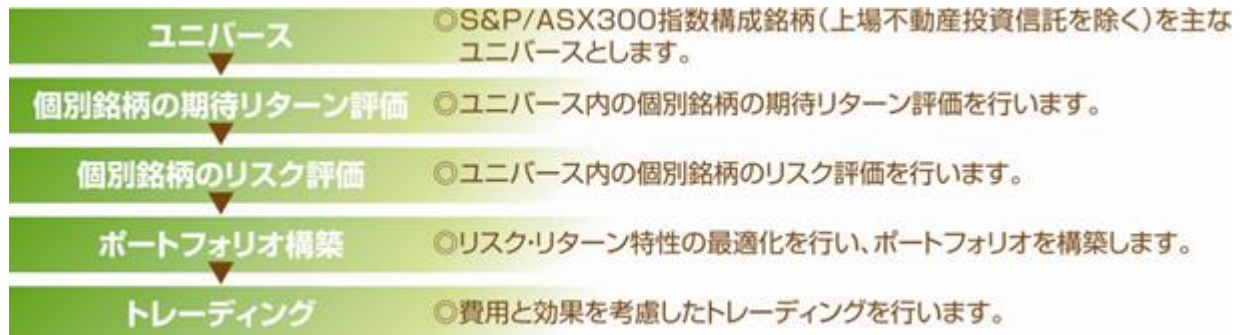 ユニバース
◎S&P/ASX300指数構成銘柄(上場不動産投資信託を除く)を主な
ユニバースとします。
個別銘柄の期待リターン評価
◎ユニバース内の個別銘柄の期待リターン評価を行います。
個別銘柄のリスク評価
◎ユニバース内の個別銘柄のリスク評価を行います。
ポートフォリオ構築
◎リスク・リターン特性の最適化を行い、ポートフォリオを構築します。
トレーディング
◎費用と効果を考慮したトレーディングを行います。